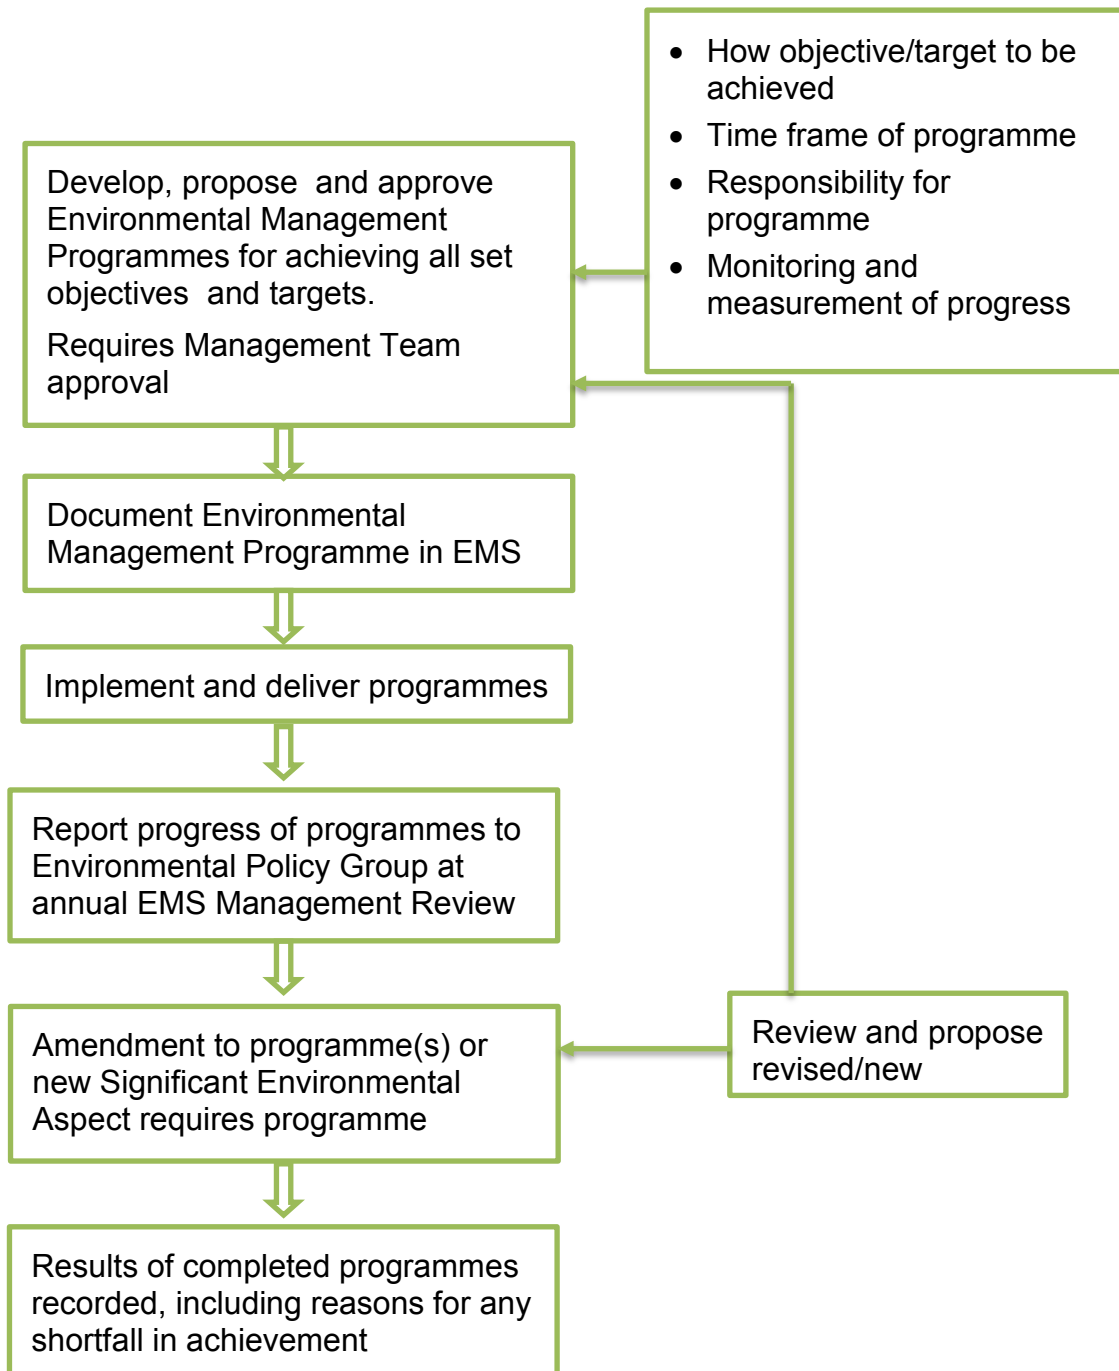 • How objective/target to be
achieved
• Time frame of programme
• Responsibility for
programme
• Monitoring and
measurement of progress
Develop, propose and approve
Environmental Management
Programmes for achieving all set
objectives and targets.
Requires Management Team
approval
Document Environmental
Management Programme in EMS
Implement and deliver programmes
Report progress of programmes to
Environmental Policy Group at
annual EMS Management Review
Amendment to programme(s) or
new Significant Environmental
Aspect requires programme
Review and propose
revised/new
Results of completed programmes
recorded, including reasons for any
shortfall in achievement